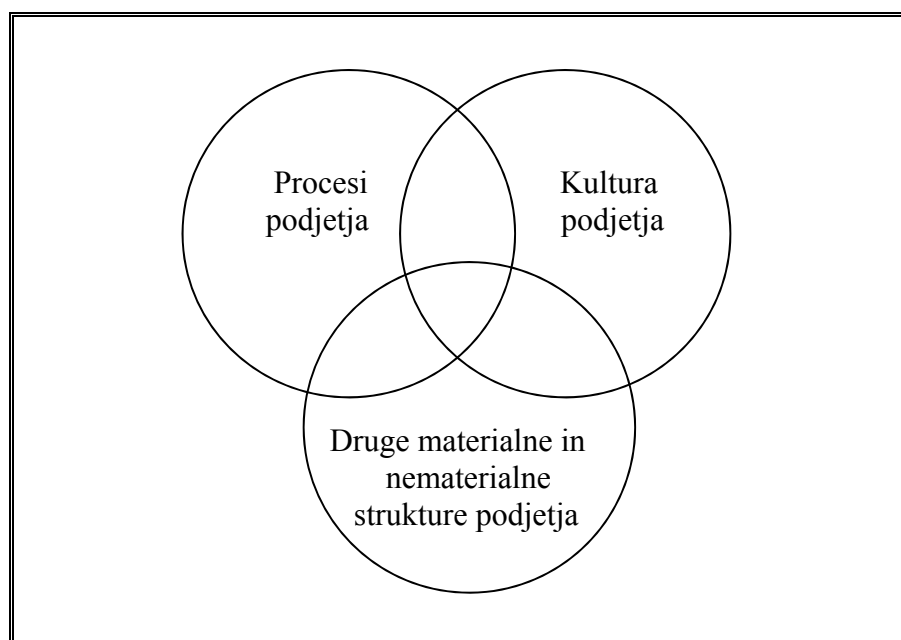 Procesi
podjetja
Kultura
podjetja
Druge materialne in
nematerialne
strukture podjetja